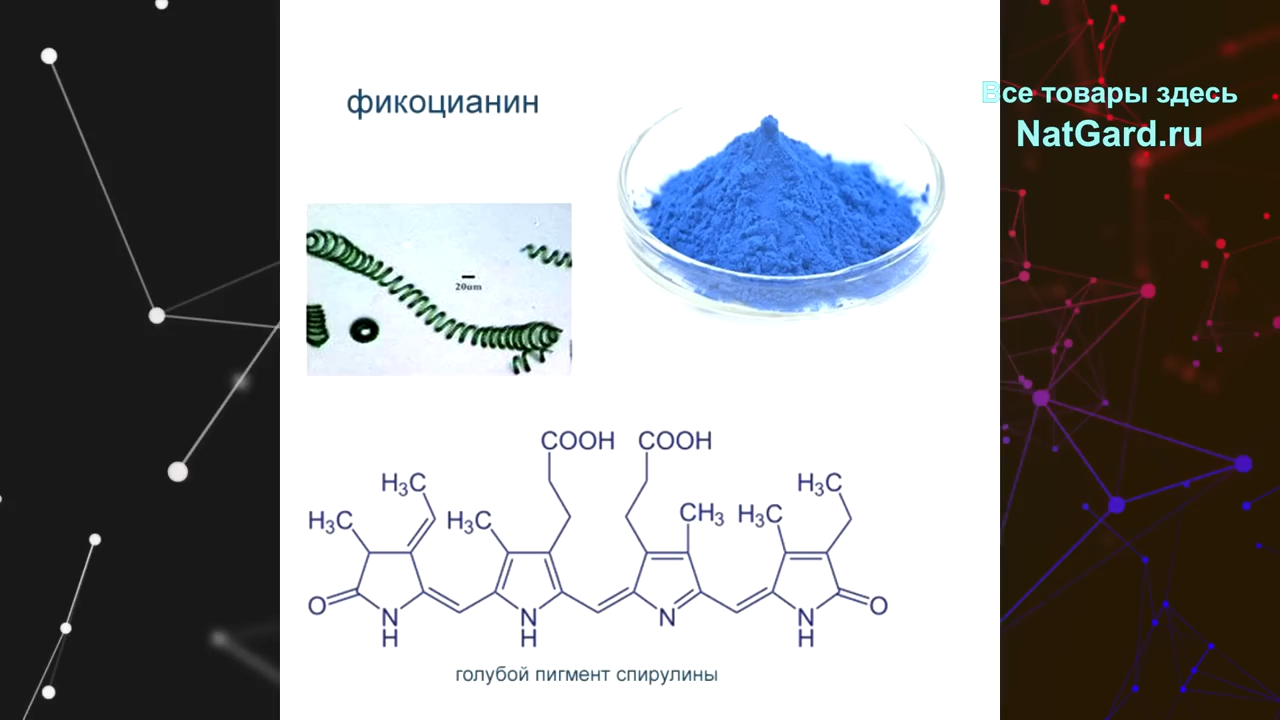 фикоцианин
Все товары здесь
NatGard.ru
20um
COOH COOH
H₃C H₃C
H₃C H₃C CH₃ H₃C
O N N N N O
H H H
голубой пигмент спирулины